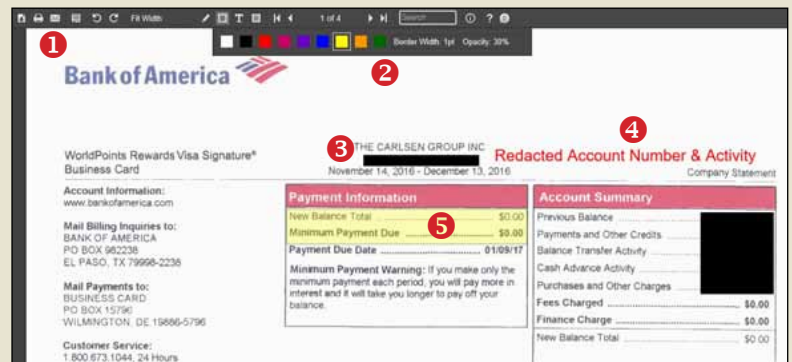 Fit Width
1 of 4
Search
1
Border Width: 1pt Opacity: 30%
2
Bank of America
4
3
THE CARLSEN GROUP INC
Redacted Account Number & Activity
WorldPoints Rewards Visa Signature®
Business Card
November 14, 2016 - December 13, 2016
Company Statement
Account Information:
www.bankofamerica.com
Mail Billing Inquiries to:
BANK OF AMERICA
PO BOX 982238
EL PASO, TX 79998-2238
Mail Payments to:
BUSINESS CARD
PO BOX 15796
WILMINGTON, DE 19886-5796
Customer Service:
1.800.673.1044, 24 Hours
Payment Information
New Balance Total $0.00
5
Minimum Payment Due $0.00
Payment Due Date 01/09/17
Minimum Payment Warning: If you make only the
minimum payment each period, you will pay more in
interest and it will take you longer to pay off your
balance.
Account Summary
Previous Balance
Payments and Other Credits
Balance Transfer Activity
Cash Advance Activity
Purchases and Other Charges
Fees Charged $0.00
Finance Charge $0.00
New Balance Total $0.00